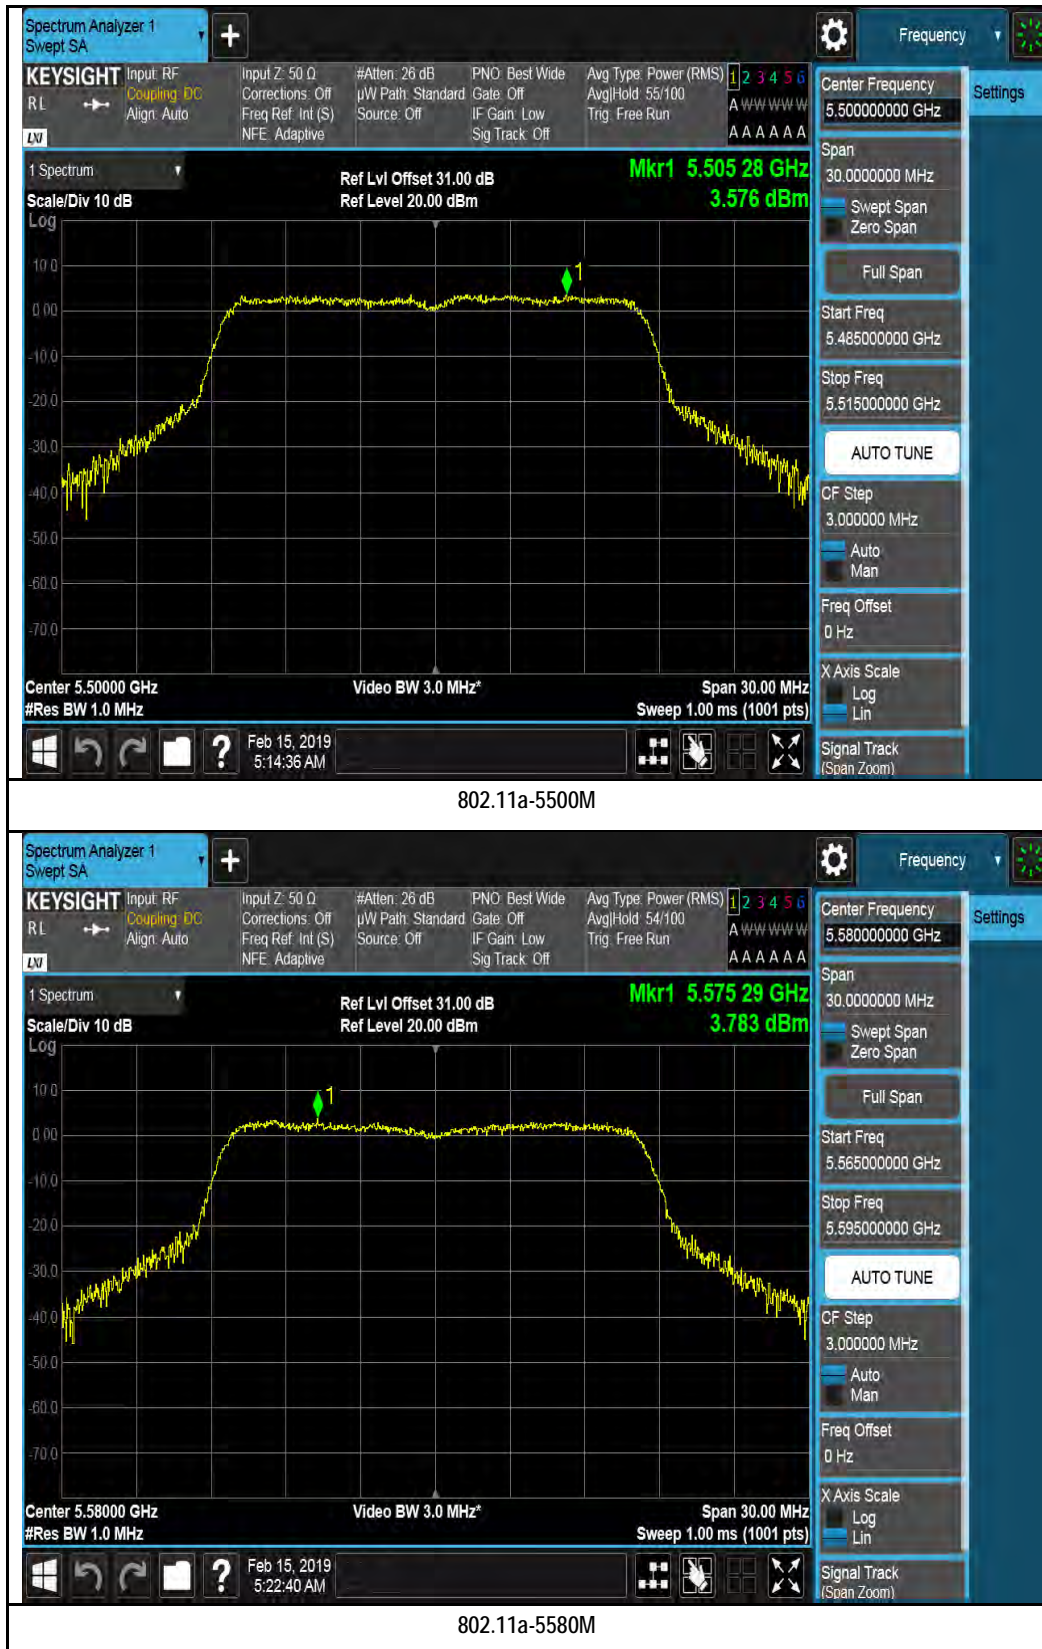 Spectrum Analyzer 1
Swept SA
Frequency
KEYSIGHT
RL
LXI
Input: RF
Coupling: DC
Align: Auto
Input Z: 50 Ω
Corrections: Off
Freq Ref: Int (S)
NFE: Adaptive
#Atten: 26 dB
µW Path: Standard
Source: Off
PNO: Best Wide
Gate: Off
IF Gain: Low
Sig Track: Off
Avg Type: Power (RMS)
Avg|Hold: 55/100
Trig: Free Run
1 2 3 4 5 6
A W W W W W
A A A A A A
1 Spectrum
Scale/Div 10 dB
Log
Ref Lvl Offset 31.00 dB
Ref Level 20.00 dBm
Mkr1 5.505 28 GHz
3.576 dBm
1
10.0
0.00
-10.0
-20.0
-30.0
-40.0
-50.0
-60.0
-70.0
Center 5.50000 GHz
#Res BW 1.0 MHz
Video BW 3.0 MHz*
Span 30.00 MHz
Sweep 1.00 ms (1001 pts)
?
Feb 15, 2019
5:14:36 AM
Center Frequency
5.500000000 GHz
Span
30.0000000 MHz
Swept Span
Zero Span
Full Span
Start Freq
5.485000000 GHz
Stop Freq
5.515000000 GHz
AUTO TUNE
CF Step
3.000000 MHz
Auto
Man
Freq Offset
0 Hz
X Axis Scale
Log
Lin
Signal Track
(Span Zoom)
Settings
802.11a-5500M
Spectrum Analyzer 1
Swept SA
Frequency
KEYSIGHT
RL
LXI
Input: RF
Coupling: DC
Align: Auto
Input Z: 50 Ω
Corrections: Off
Freq Ref: Int (S)
NFE: Adaptive
#Atten: 26 dB
µW Path: Standard
Source: Off
PNO: Best Wide
Gate: Off
IF Gain: Low
Sig Track: Off
Avg Type: Power (RMS)
Avg|Hold: 54/100
Trig: Free Run
1 2 3 4 5 6
A W W W W W
A A A A A A
1 Spectrum
Scale/Div 10 dB
Log
Ref Lvl Offset 31.00 dB
Ref Level 20.00 dBm
Mkr1 5.575 29 GHz
3.783 dBm
1
10.0
0.00
-10.0
-20.0
-30.0
-40.0
-50.0
-60.0
-70.0
Center 5.58000 GHz
#Res BW 1.0 MHz
Video BW 3.0 MHz*
Span 30.00 MHz
Sweep 1.00 ms (1001 pts)
?
Feb 15, 2019
5:22:40 AM
Center Frequency
5.580000000 GHz
Span
30.0000000 MHz
Swept Span
Zero Span
Full Span
Start Freq
5.565000000 GHz
Stop Freq
5.595000000 GHz
AUTO TUNE
CF Step
3.000000 MHz
Auto
Man
Freq Offset
0 Hz
X Axis Scale
Log
Lin
Signal Track
(Span Zoom)
Settings
802.11a-5580M